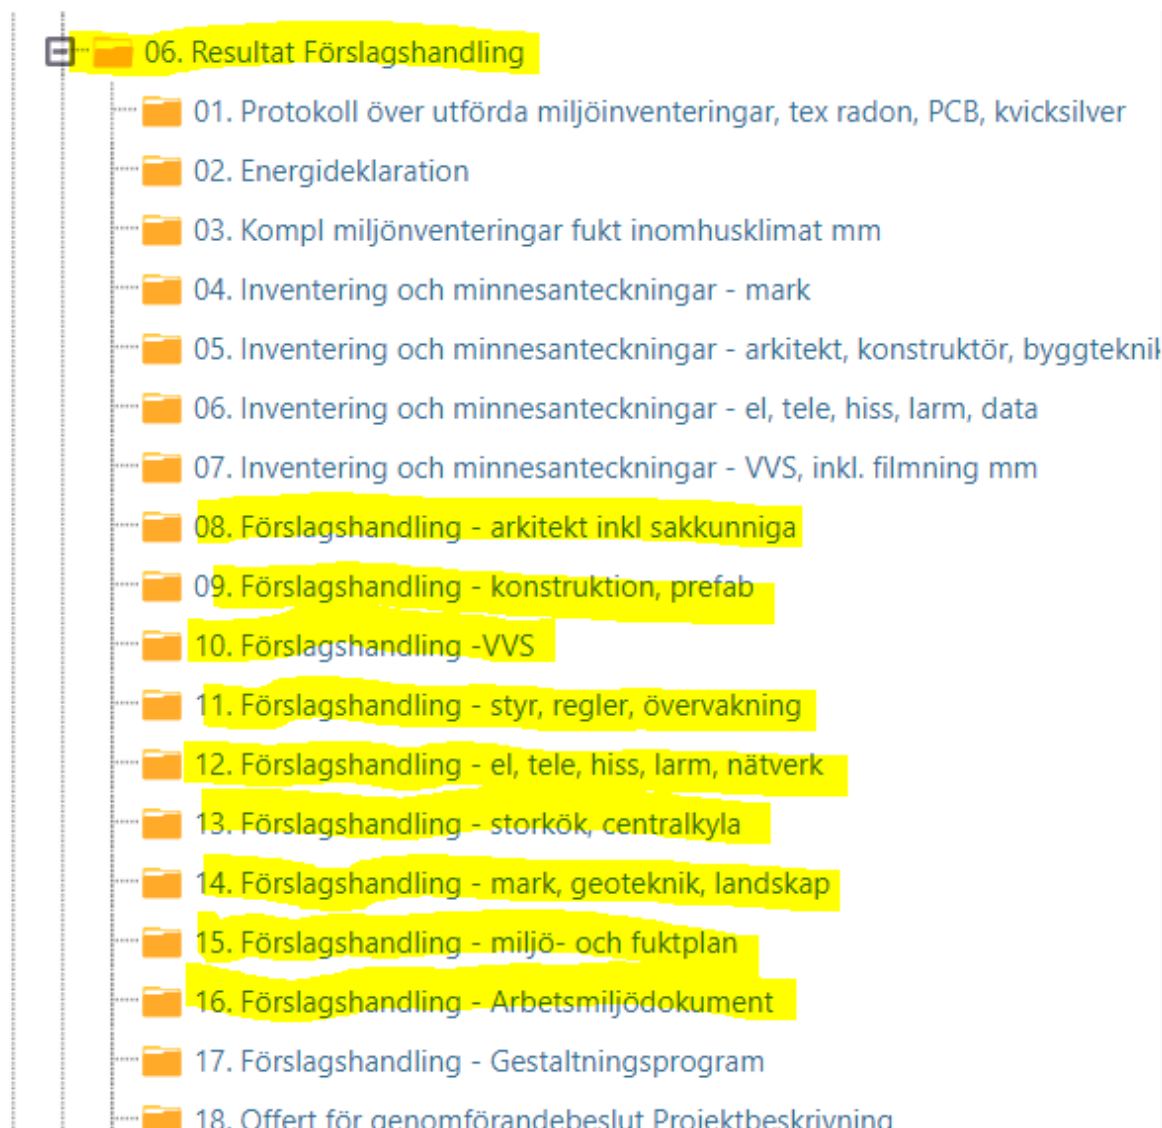 06. Resultat Förslagshandling
01. Protokoll över utförda miljöinventeringar, tex radon, PCB, kvicksilver
02. Energideklaration
03. Kompl miljönventeringar fukt inomhusklimat mm
04. Inventering och minnesanteckningar - mark
05. Inventering och minnesanteckningar - arkitekt, konstruktör, byggteknik
06. Inventering och minnesanteckningar - el, tele, hiss, larm, data
07. Inventering och minnesanteckningar - VVS, inkl. filmning mm
08. Förslagshandling - arkitekt inkl sakkunniga
09. Förslagshandling - konstruktion, prefab
10. Förslagshandling -VVS
11. Förslagshandling - styr, regler, övervakning
12. Förslagshandling - el, tele, hiss, larm, nätverk
13. Förslagshandling - storkök, centralkyla
14. Förslagshandling - mark, geoteknik, landskap
15. Förslagshandling - miljö- och fuktplan
16. Förslagshandling - Arbetsmiljödokument
17. Förslagshandling - Gestaltningsprogram
18. Offert för genomförandebeslut Projektbeskrivning